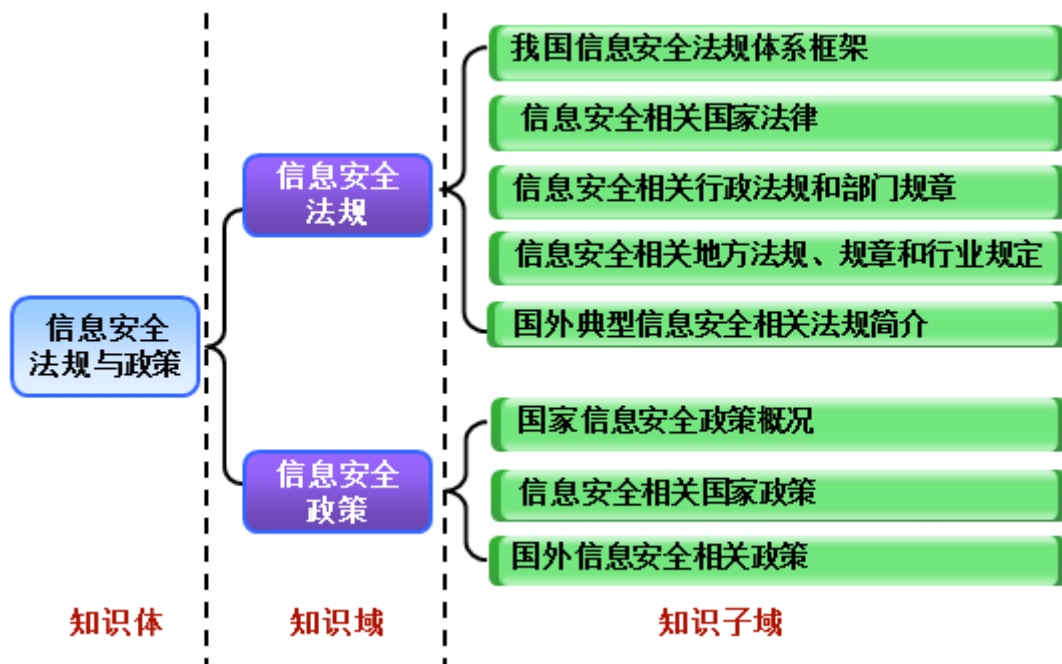 我国信息安全法规体系框架
信息安全相关国家法律
信息安全
法规
信息安全相关行政法规和部门规章
信息安全相关地方法规、规章和行业规定
国外典型信息安全相关法规简介
信息安全
法规与政策
国家信息安全政策概况
信息安全
政策
信息安全相关国家政策
国外信息安全相关政策
知识体
知识域
知识子域